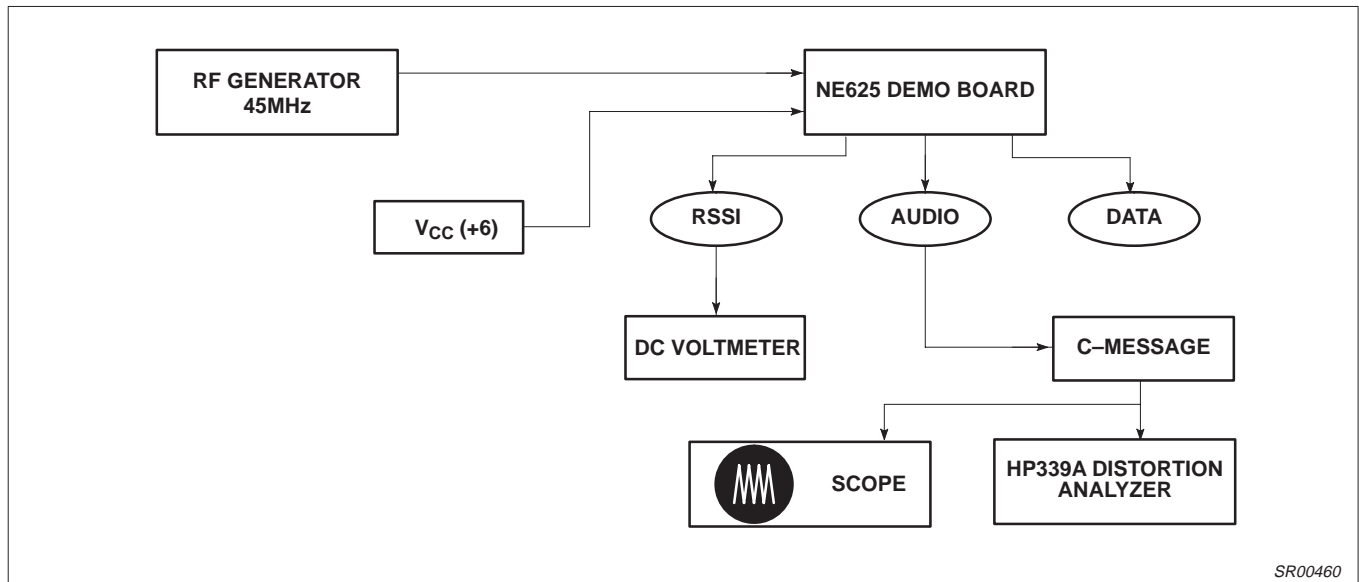 RF GENERATOR
45MHz
NE625 DEMO BOARD
VCC (+6)
RSSI
AUDIO
DATA
DC VOLTMETER
C–MESSAGE
SCOPE
HP339A DISTORTION
ANALYZER
SR00460